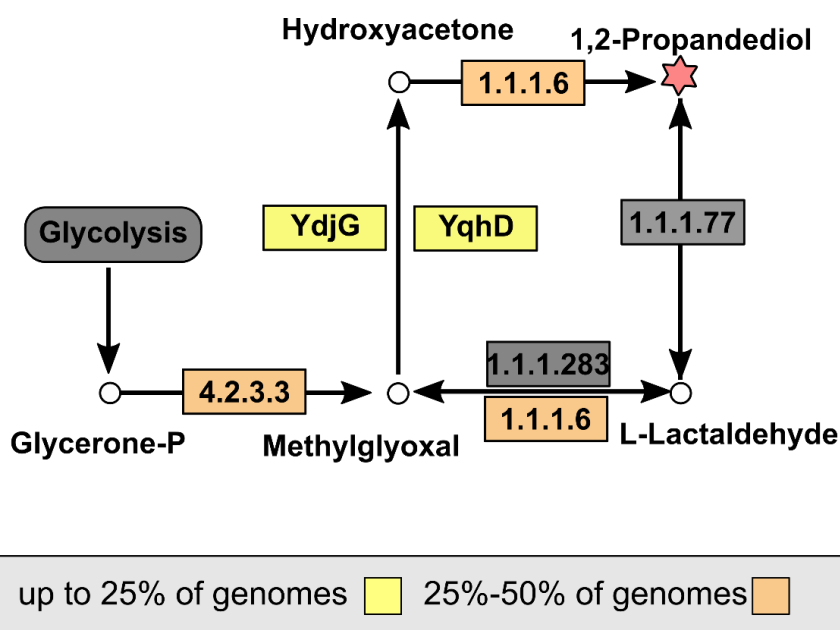 Hydroxyacetone
1,2-Propandediol
1.1.1.6
YdjG
YqhD
1.1.1.77
Glycolysis
1.1.1.283
4.2.3.3
1.1.1.6
Glycerone-P
Methylglyoxal
L-Lactaldehyde
up to 25% of genomes
25%-50% of genomes